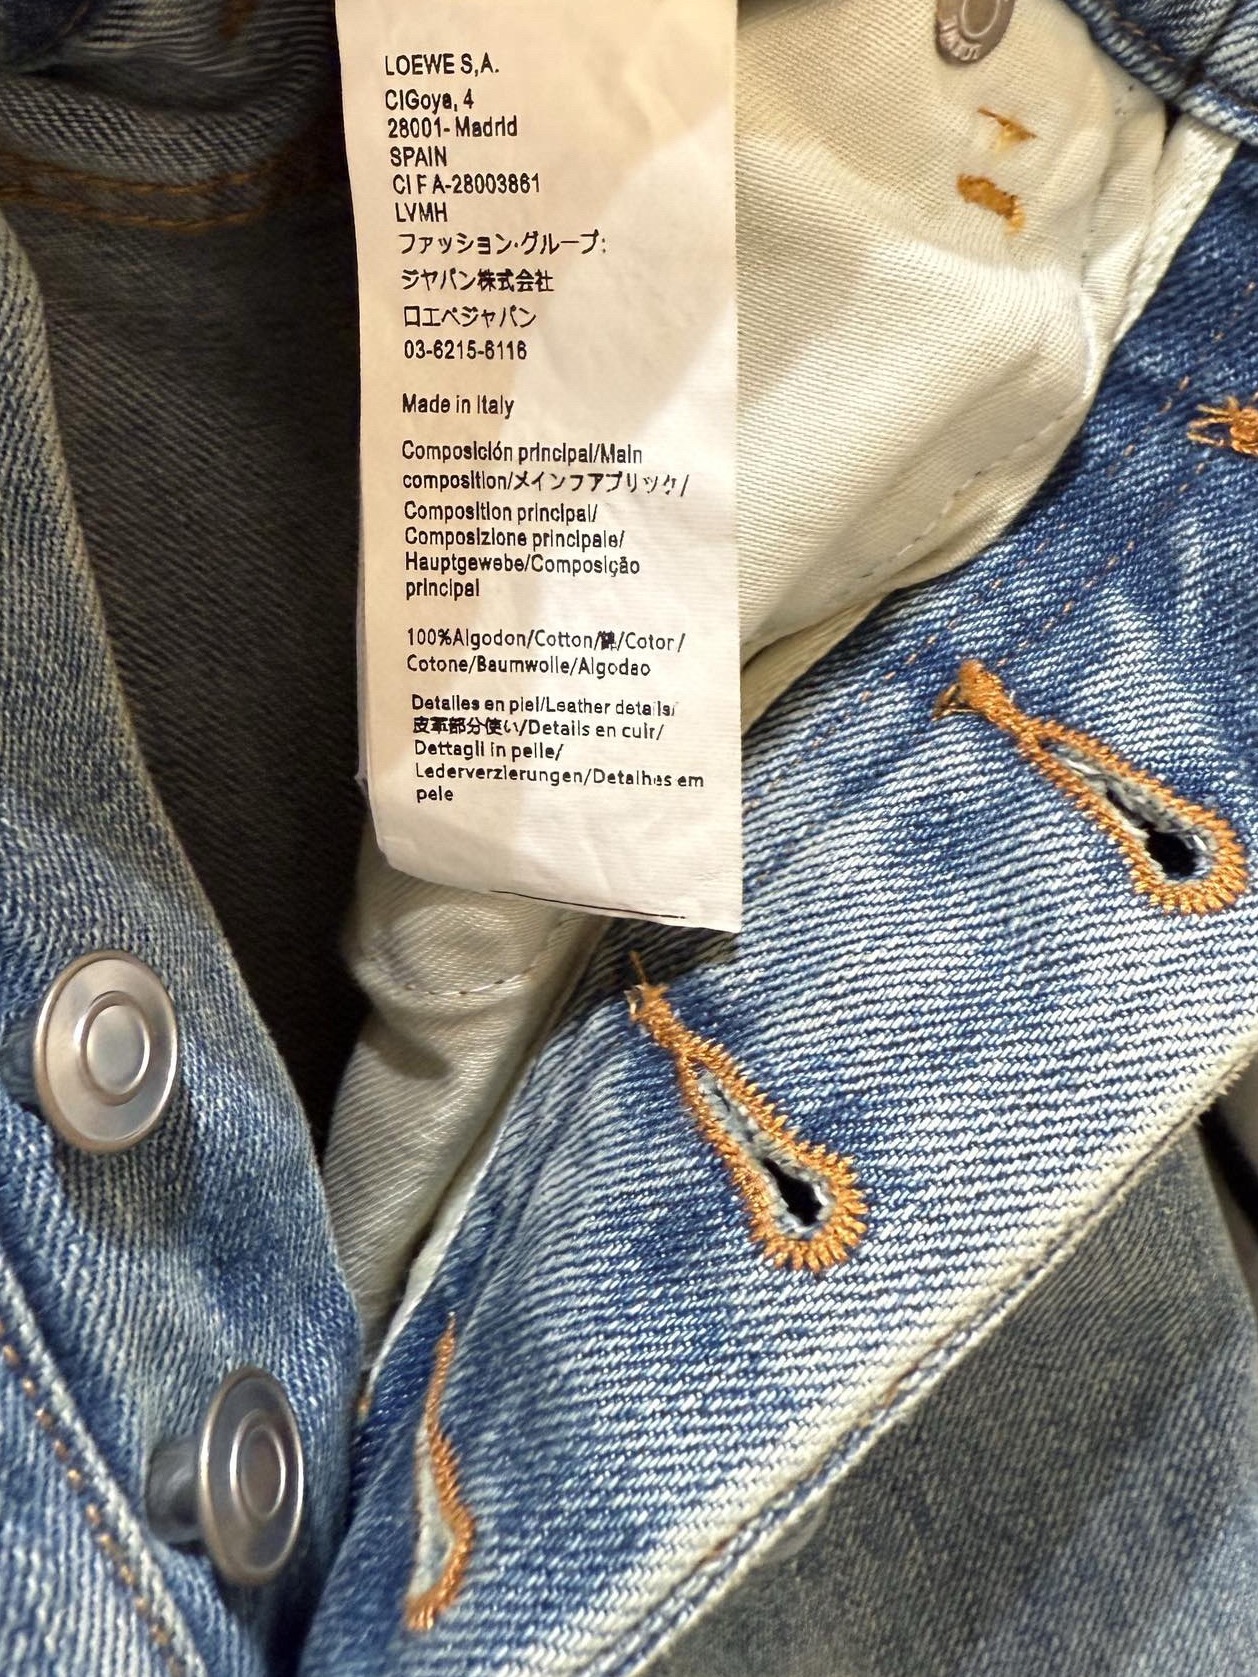 LOEWE S,A.
C/Goya, 4
28001- Madrid
SPAIN
CIF A-28003861
LVMH
ファッション·グループ:
ジヤパン株式会社
ロエベジャパン
03-6215-6116
Made in Italy
Composición principal/Main
composition/メインフアブリック/
Composition principal/
Composizione principale/
Hauptgewebe/Composição
principal
100%Algodon/Cotton/綿/Coton/
Cotone/Baumwolle/Algodao
Detalles en piel/Leather details/
皮革部分使い/Details en cuir/
Dettagli in pelle/
Lederverzierungen/Detalhes em
pele